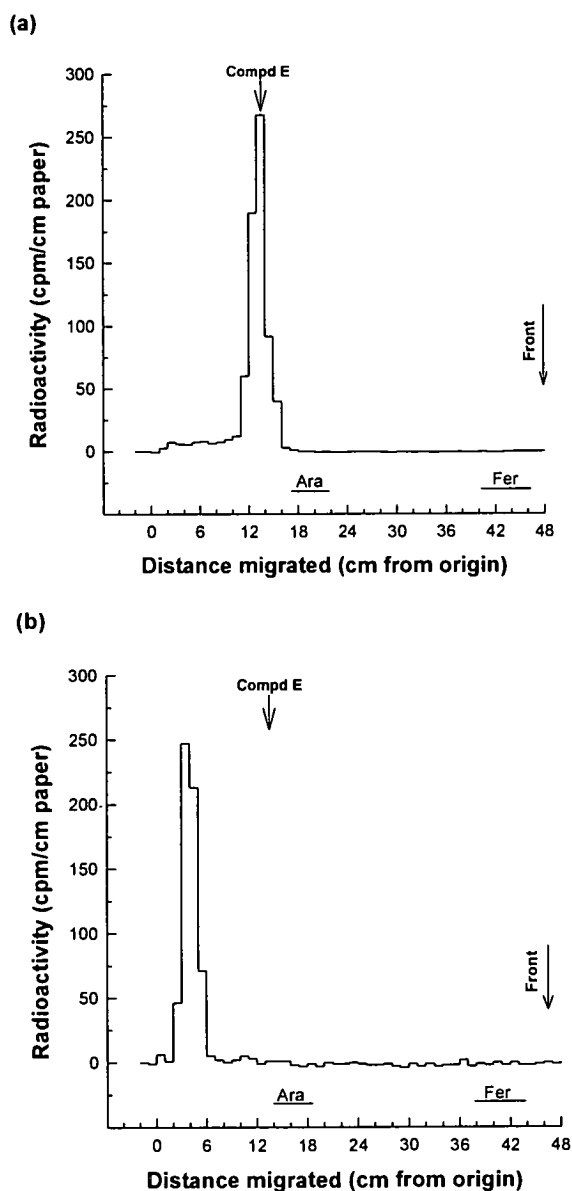 (a)
Compd E
300
250
200
150
100
50
0
Radioactivity (cpm/cm paper)
Front
Ara
Fer
0 6 12 18 24 30 36 42 48
Distance migrated (cm from origin)
(b)
Compd E
300
250
200
150
100
50
0
Radioactivity (cpm/cm paper)
Front
Ara
Fer
0 6 12 18 24 30 36 42 48
Distance migrated (cm from origin)